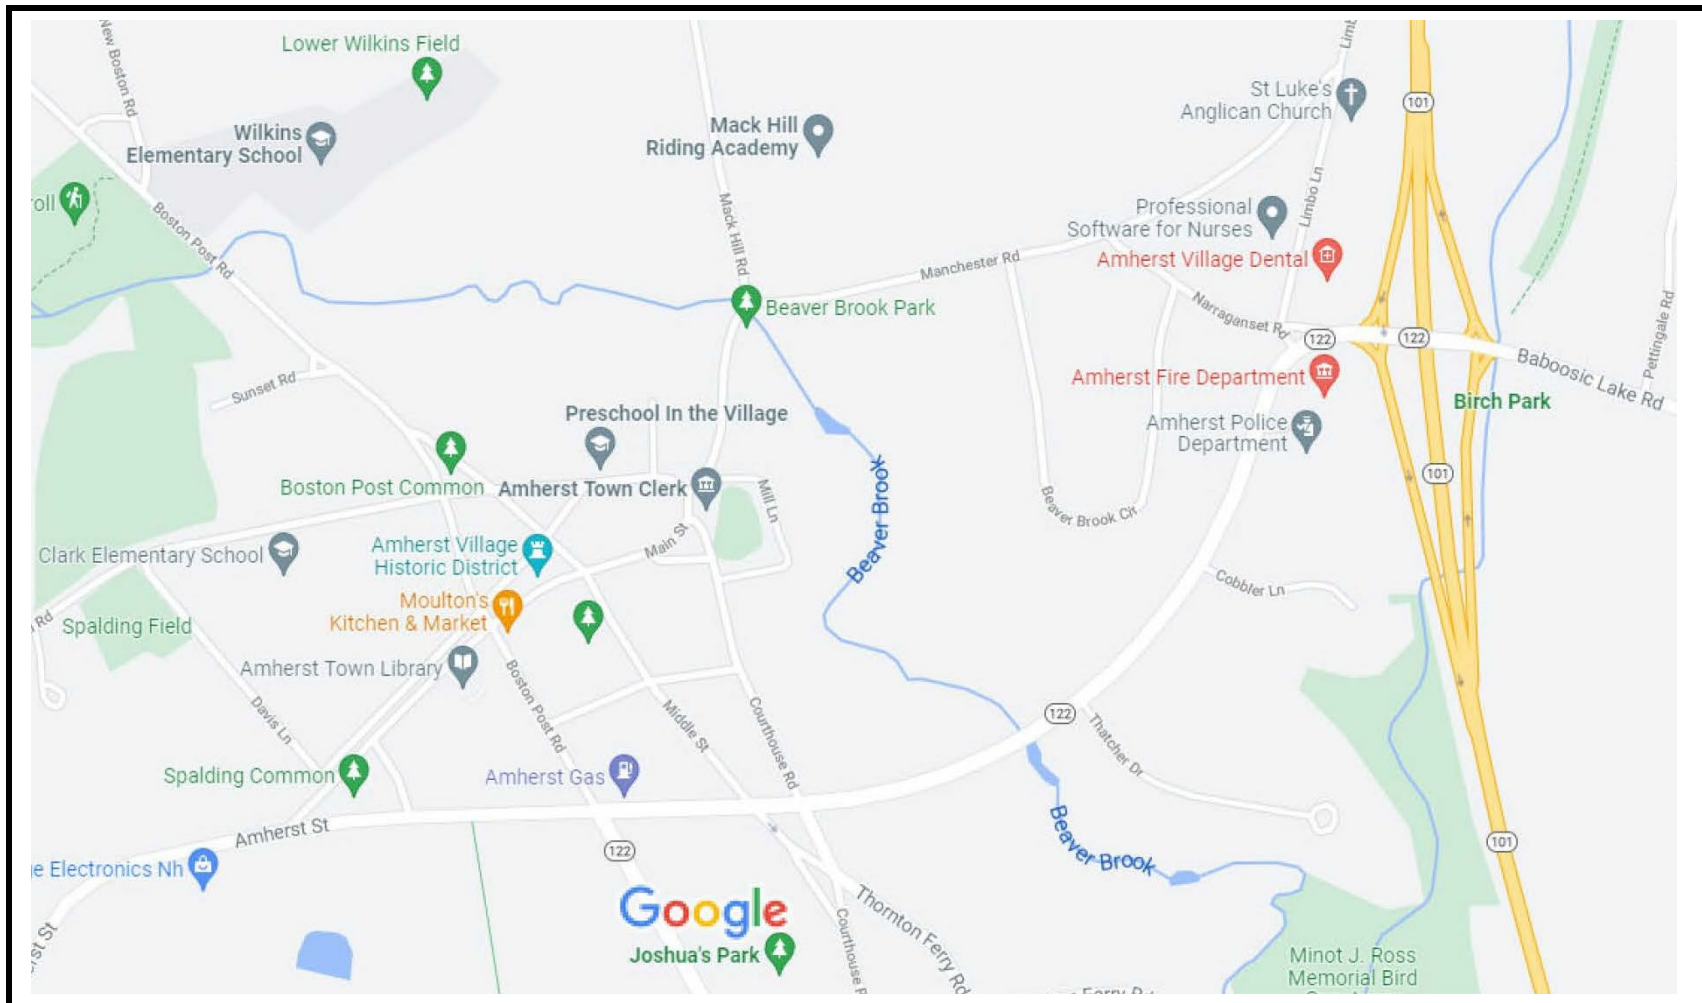 New Boston Rd
Lower Wilkins Field
Wilkins
Elementary School
Mack Hill
Riding Academy
St Luke's
Anglican Church
101
oll
Boston Post Rd
Mack Hill Rd
Limbo Ln
Professional
Software for Nurses
Amherst Village Dental
Manchester Rd
Beaver Brook Park
Narraganset Rd
122
122
Pettingale Rd
Baboosic Lake Rd
Sunset Rd
Amherst Fire Department
Birch Park
Preschool In the Village
Amherst Police
Department
Boston Post Common
Amherst Town Clerk
Mill Ln
Beaver Brook
101
Beaver Brook Cir
Clark Elementary School
Amherst Village
Historic District
Main St
Cobbler Ln
Moulton's
Kitchen & Market
Rd
Spalding Field
Amherst Town Library
Boston Post Rd
Davis Ln
Middle St
Courthouse Rd
122
Thatcher Dr
Spalding Common
Amherst Gas
Amherst St
122
Beaver Brook
101
e Electronics Nh
Google
Thornton Ferry Rd
Courthouse R
Joshua's Park
rst St
Minot J. Ross
Memorial Bird